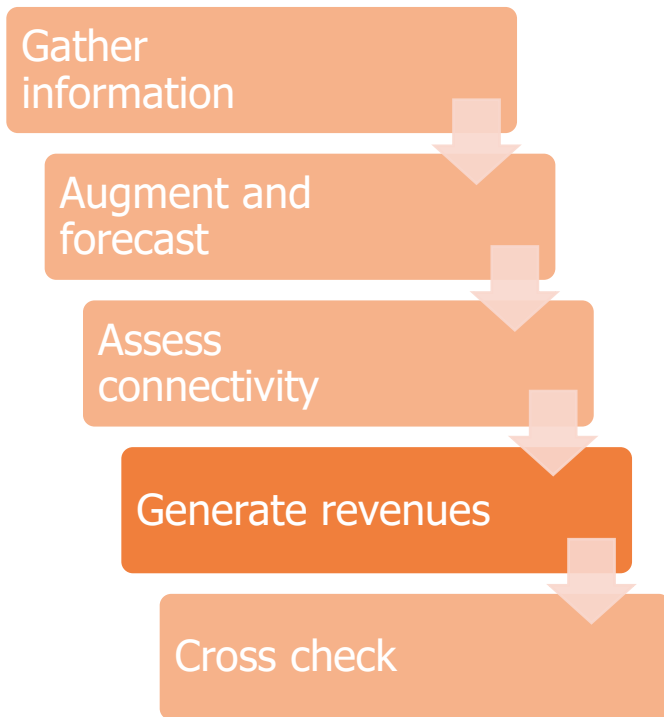 Gather
information
Augment and
forecast
Assess
connectivity
Generate revenues
Cross check